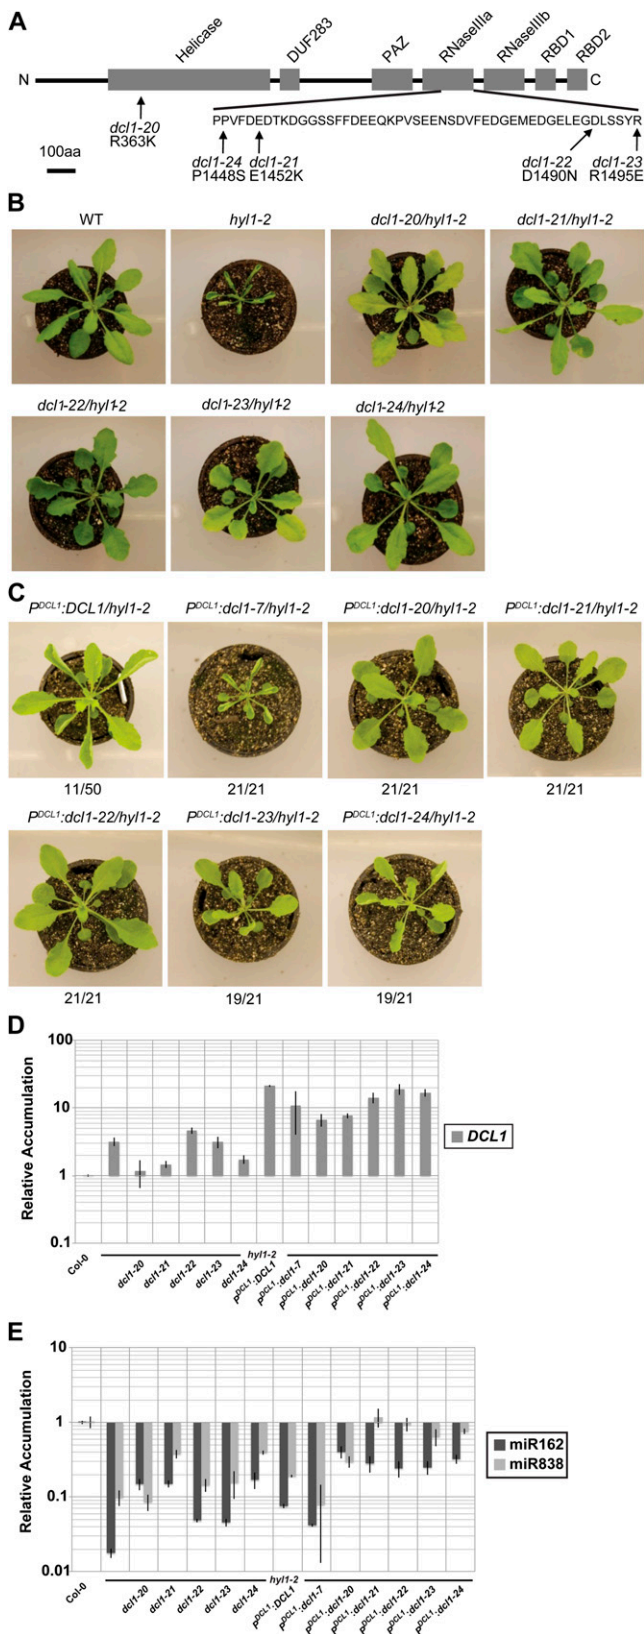 A
Helicase
DUF283
PAZ
RNaseIIIa
RNaseIIIb
RBD1
RBD2
N
C
dcl1-20
R363K
PPVFDEDTKDGGSSFFDEEQKPVSEENSDVFEDGEMEDGELEGDLSSYR
dcl1-24
P1448S
dcl1-21
E1452K
dcl1-22
D1490N
dcl1-23
R1495E
100aa
B
WT
hyl1-2
dcl1-20/hyl1-2
dcl1-21/hyl1-2
dcl1-22/hyl1-2
dcl1-23/hyl1-2
dcl1-24/hyl1-2
C
PDCL1:DCL1/hyl1-2
PDCL1:dcl1-7/hyl1-2
PDCL1:dcl1-20/hyl1-2
PDCL1:dcl1-21/hyl1-2
11/50
21/21
21/21
21/21
PDCL1:dcl1-22/hyl1-2
PDCL1:dcl1-23/hyl1-2
PDCL1:dcl1-24/hyl1-2
21/21
19/21
19/21
D
Relative Accumulation
100
10
1
0.1
DCL1
Col-0
hyl1-2
dcl1-20
dcl1-21
dcl1-22
dcl1-23
dcl1-24
PDCL1:DCL1
PDCL1:dcl1-7
PDCL1:dcl1-20
PDCL1:dcl1-21
PDCL1:dcl1-22
PDCL1:dcl1-23
PDCL1:dcl1-24
E
Relative Accumulation
10
1
0.1
0.01
miR162
miR838
Col-0
hyl1-2
dcl1-20
dcl1-21
dcl1-22
dcl1-23
dcl1-24
PDCL1:DCL1
PDCL1:dcl1-7
PDCL1:dcl1-20
PDCL1:dcl1-21
PDCL1:dcl1-22
PDCL1:dcl1-23
PDCL1:dcl1-24